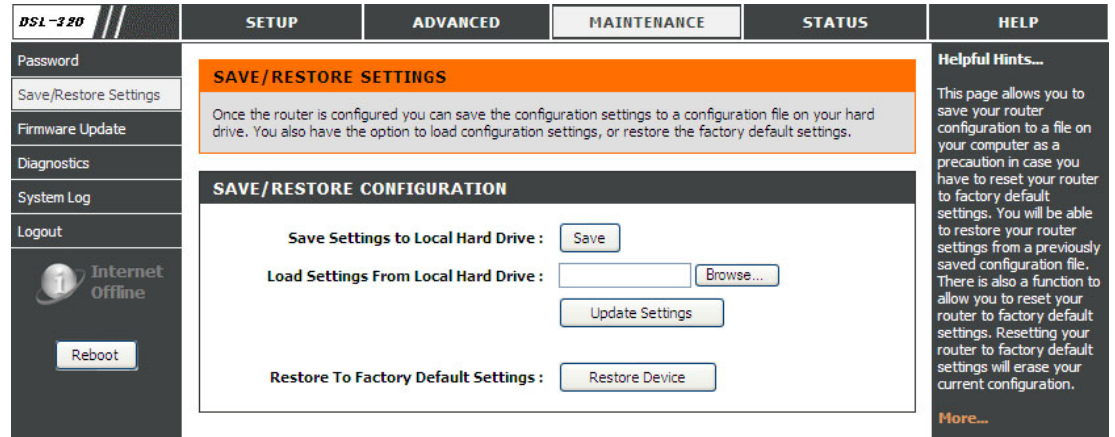 DSL-320
SETUP
ADVANCED
MAINTENANCE
STATUS
HELP
Password
Save/Restore Settings
Firmware Update
Diagnostics
System Log
Logout
Internet
Offline
Reboot
SAVE/RESTORE SETTINGS
Once the router is configured you can save the configuration settings to a configuration file on your hard
drive. You also have the option to load configuration settings, or restore the factory default settings.
SAVE/RESTORE CONFIGURATION
Save Settings to Local Hard Drive : Save
Load Settings From Local Hard Drive : Browse...
Update Settings
Restore To Factory Default Settings : Restore Device
Helpful Hints...
This page allows you to
save your router
configuration to a file on
your computer as a
precaution in case you
have to reset your router
to factory default
settings. You will be able
to restore your router
settings from a previously
saved configuration file.
There is also a function to
allow you to reset your
router to factory default
settings. Resetting your
router to factory default
settings will erase your
current configuration.
More...